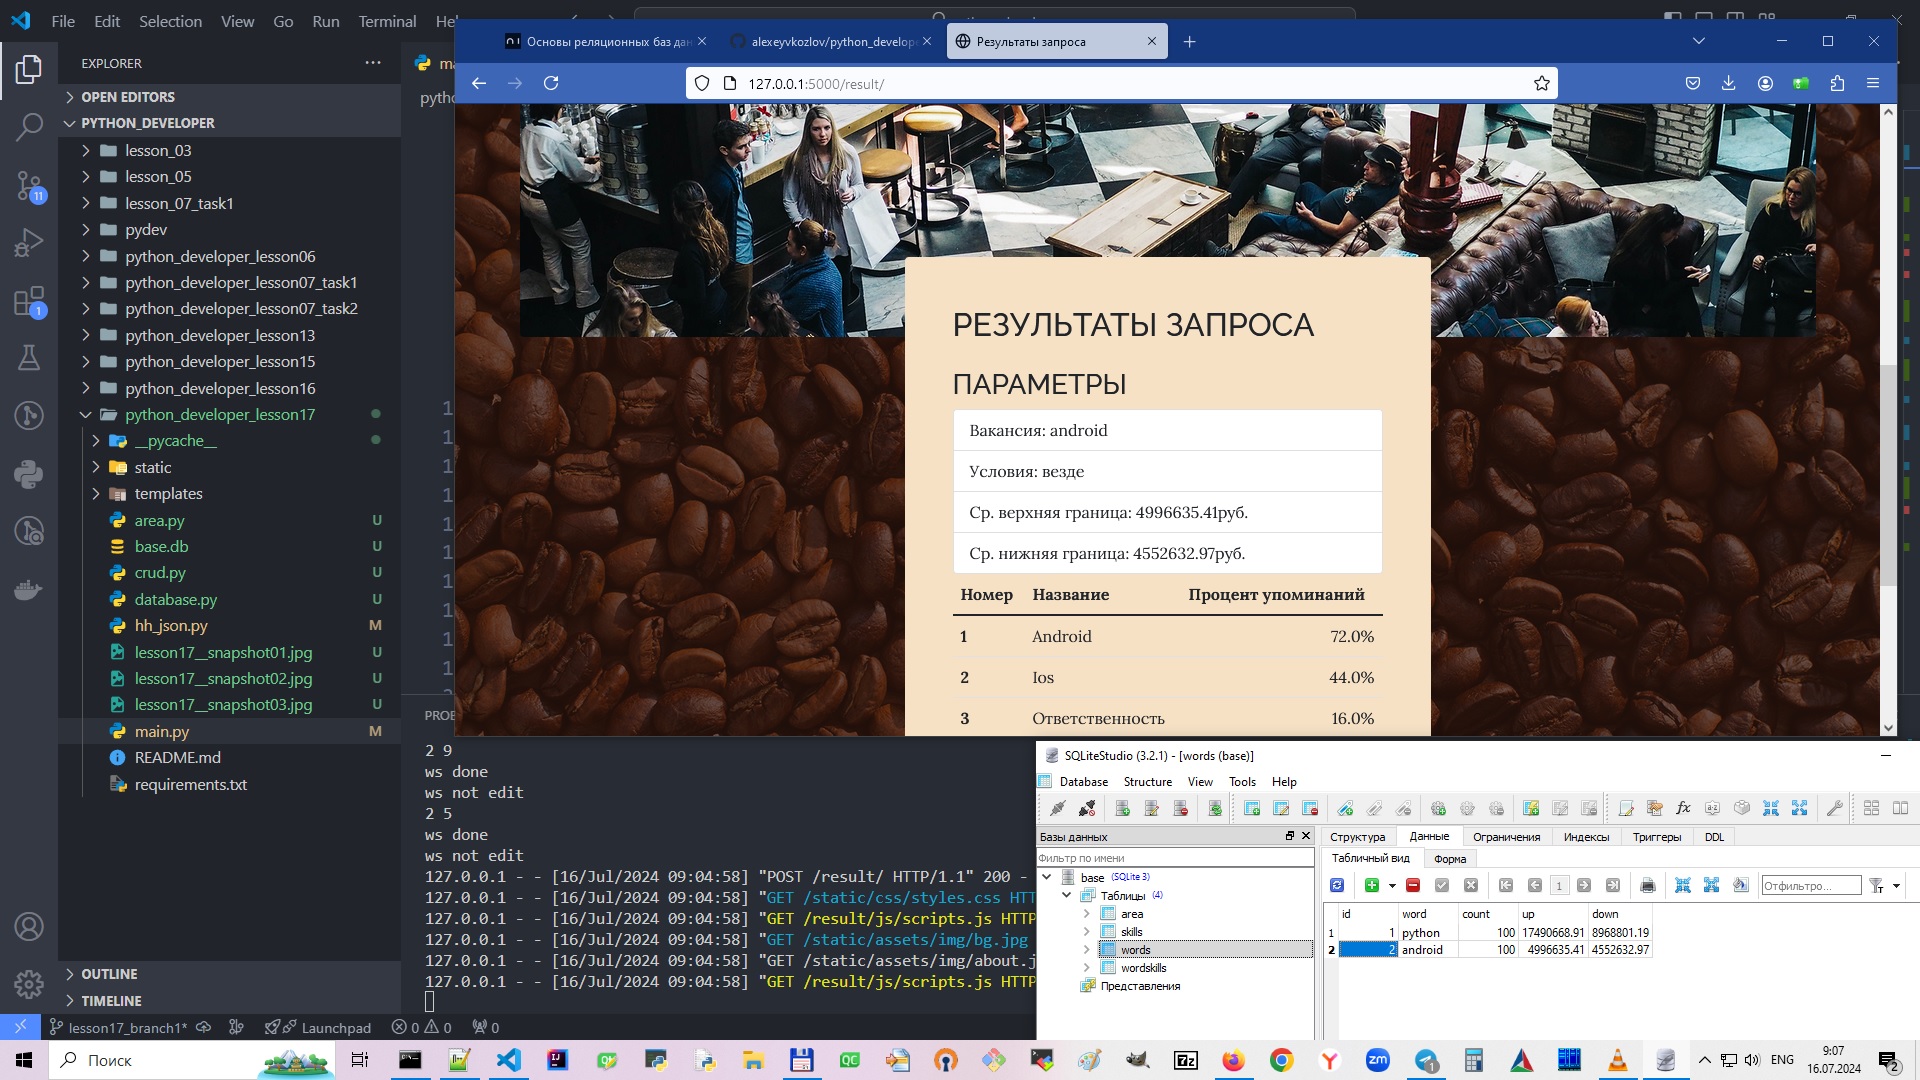 File Edit Selection View Go Run Terminal
EXPLORER
OPEN EDITORS
PYTHON_DEVELOPER
lesson_03
lesson_05
lesson_07_task1
pydev
python_developer_lesson06
python_developer_lesson07_task1
python_developer_lesson07_task2
python_developer_lesson13
python_developer_lesson15
python_developer_lesson16
python_developer_lesson17
__pycache__
static
templates
area.py U
base.db U
crud.py U
database.py U
hh_json.py M
lesson17__snapshot01.jpg U
lesson17__snapshot02.jpg U
lesson17__snapshot03.jpg U
main.py M
README.md
requirements.txt
OUTLINE
TIMELINE
11
1
Основы реляционных баз дан
alexeyvkozlov/python_develope
Результаты запроса
127.0.0.1:5000/result/
РЕЗУЛЬТАТЫ ЗАПРОСА
ПАРАМЕТРЫ
Вакансия: android
Условия: везде
Ср. верхняя граница: 4996635.41руб.
Ср. нижняя граница: 4552632.97руб.
Номер Название Процент упоминаний
1 Android 72.0%
2 Ios 44.0%
3 Ответственность 16.0%
2 9
ws done
ws not edit
2 5
ws done
ws not edit
127.0.0.1 - - [16/Jul/2024 09:04:58] "POST /result/ HTTP/1.1" 200 -
127.0.0.1 - - [16/Jul/2024 09:04:58] "GET /static/css/styles.css HTT
127.0.0.1 - - [16/Jul/2024 09:04:58] "GET /result/js/scripts.js HTTP
127.0.0.1 - - [16/Jul/2024 09:04:58] "GET /static/assets/img/bg.jpg
127.0.0.1 - - [16/Jul/2024 09:04:58] "GET /static/assets/img/about.j
127.0.0.1 - - [16/Jul/2024 09:04:58] "GET /result/js/scripts.js HTTP
SQLiteStudio (3.2.1) - [words (base)]
Database Structure View Tools Help
Базы данных
Фильтр по имени
base (SQLite 3)
Таблицы (4)
area
skills
words
wordskills
Представления
Структура Данные Ограничения Индексы Триггеры DDL
Табличный вид Форма
1 Отфильтро...
id word count up down
1 1 python 100 17490668.91 8968801.19
2 2 android 100 4996635.41 4552632.97
lesson17_branch1* Launchpad 0 0 0
Поиск
ENG
9:07
16.07.2024
2